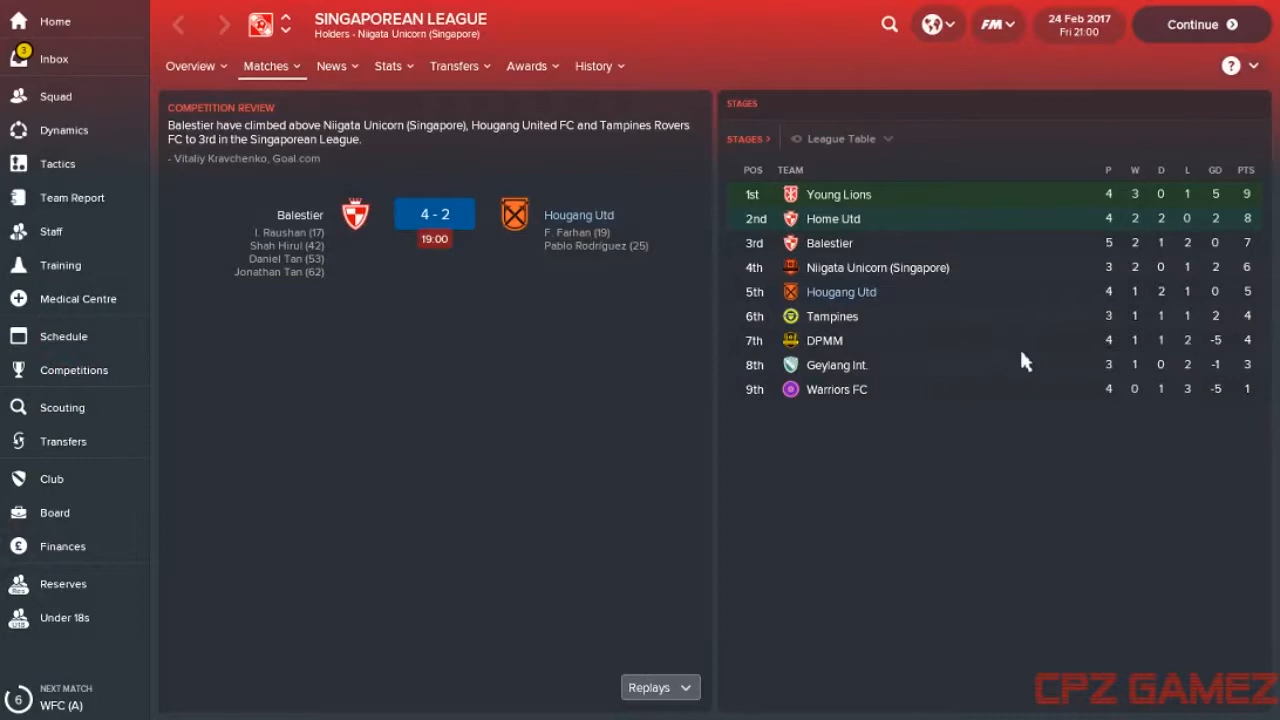 Home
3
Inbox
Squad
Dynamics
Tactics
Team Report
Staff
Training
Medical Centre
Schedule
Competitions
Scouting
Transfers
Club
Board
Finances
Res
Reserves
U18
Under 18s
6
NEXT MATCH
WFC (A)
SINGAPOREAN LEAGUE
Holders - Niigata Unicorn (Singapore)
FM
24 Feb 2017
Fri 21:00
Continue
Overview Matches News Stats Transfers Awards History
?
COMPETITION REVIEW
Balestier have climbed above Niigata Unicorn (Singapore), Hougang United FC and Tampines Rovers
FC to 3rd in the Singaporean League.
- Vitaliy Kravchenko, Goal.com
Balestier 4 - 2 Hougang Utd
19:00
I. Raushan (17)
Shah Hirul (42)
Daniel Tan (53)
Jonathan Tan (62)
F. Farhan (19)
Pablo Rodríguez (25)
Replays
STAGES
STAGES > League Table
POS TEAM P W D L GD PTS
1st Young Lions 4 3 0 1 5 9
2nd Home Utd 4 2 2 0 2 8
3rd Balestier 5 2 1 2 0 7
4th Niigata Unicorn (Singapore) 3 2 0 1 2 6
5th Hougang Utd 4 1 2 1 0 5
6th Tampines 3 1 1 1 2 4
7th DPMM 4 1 1 2 -5 4
8th Geylang Int. 3 1 0 2 -1 3
9th Warriors FC 4 0 1 3 -5 1
CPZ GAMEZ